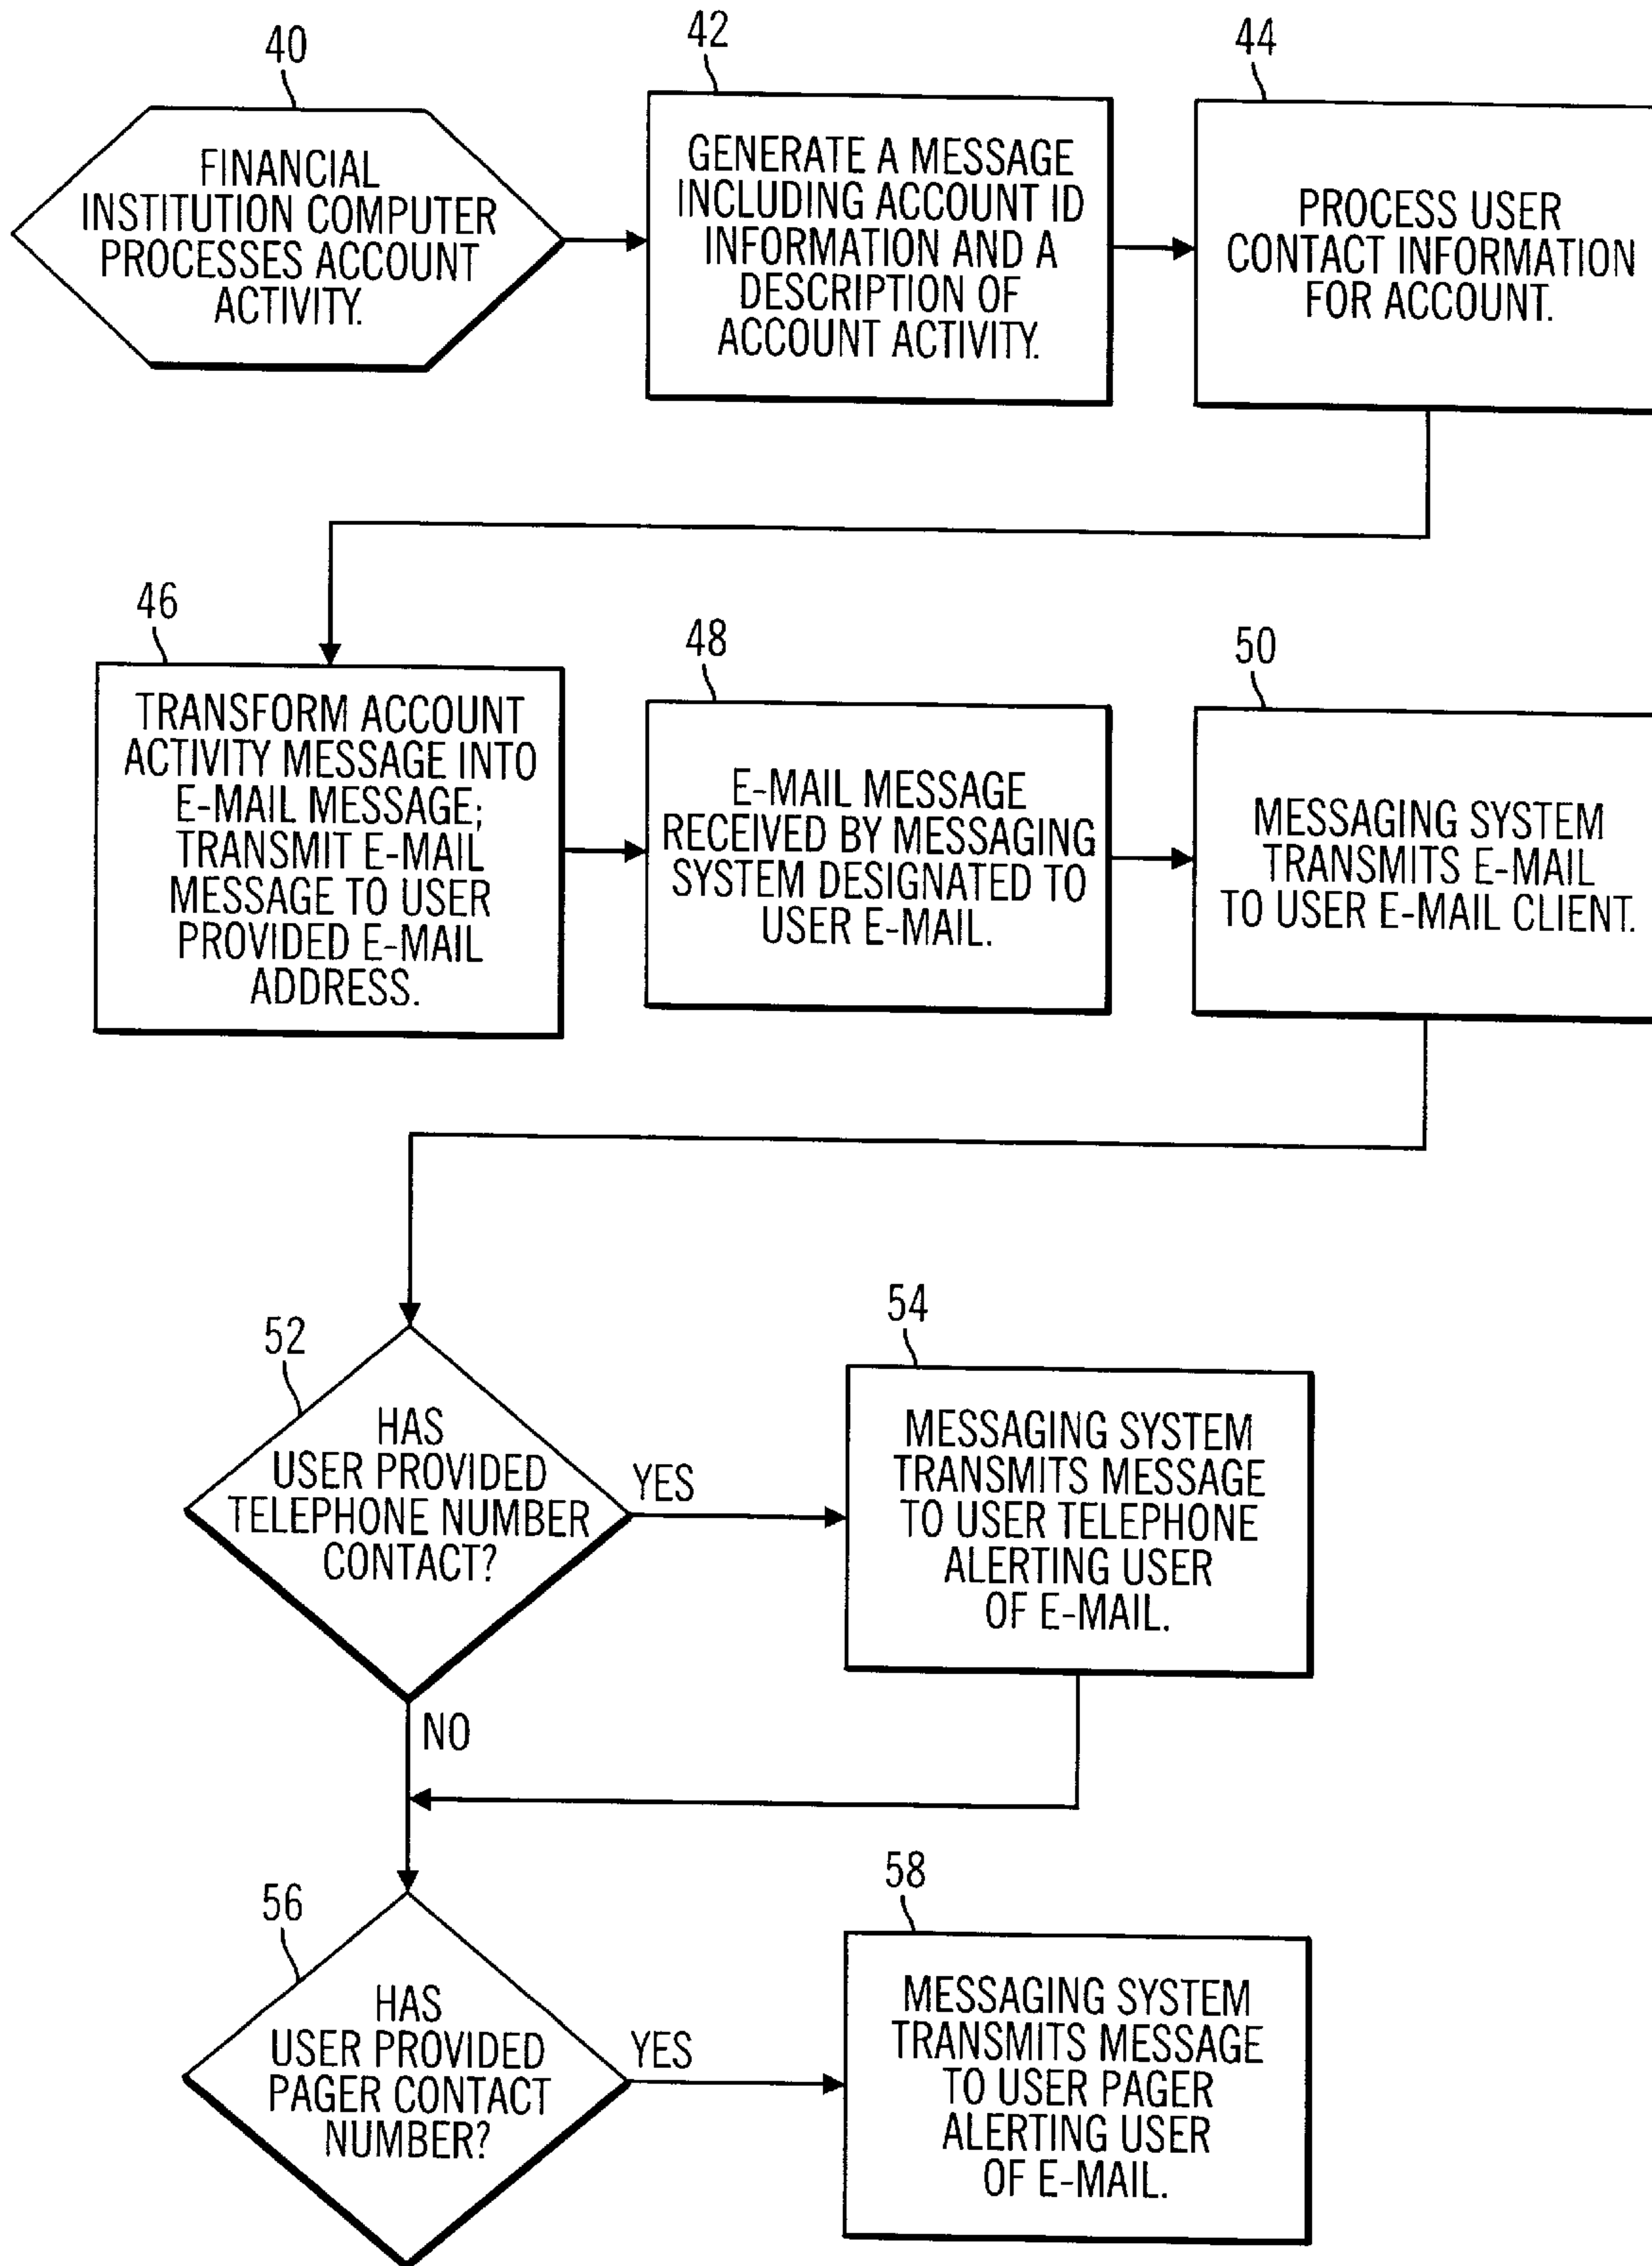 40
FINANCIAL
INSTITUTION COMPUTER
PROCESSES ACCOUNT
ACTIVITY.
42
GENERATE A MESSAGE
INCLUDING ACCOUNT ID
INFORMATION AND A
DESCRIPTION OF
ACCOUNT ACTIVITY.
44
PROCESS USER
CONTACT INFORMATION
FOR ACCOUNT.
46
TRANSFORM ACCOUNT
ACTIVITY MESSAGE INTO
E-MAIL MESSAGE;
TRANSMIT E-MAIL
MESSAGE TO USER
PROVIDED E-MAIL
ADDRESS.
48
E-MAIL MESSAGE
RECEIVED BY MESSAGING
SYSTEM DESIGNATED TO
USER E-MAIL.
50
MESSAGING SYSTEM
TRANSMITS E-MAIL
TO USER E-MAIL CLIENT.
52
HAS
USER PROVIDED
TELEPHONE NUMBER
CONTACT?
YES
NO
54
MESSAGING SYSTEM
TRANSMITS MESSAGE
TO USER TELEPHONE
ALERTING USER
OF E-MAIL.
56
HAS
USER PROVIDED
PAGER CONTACT
NUMBER?
YES
58
MESSAGING SYSTEM
TRANSMITS MESSAGE
TO USER PAGER
ALERTING USER
OF E-MAIL.